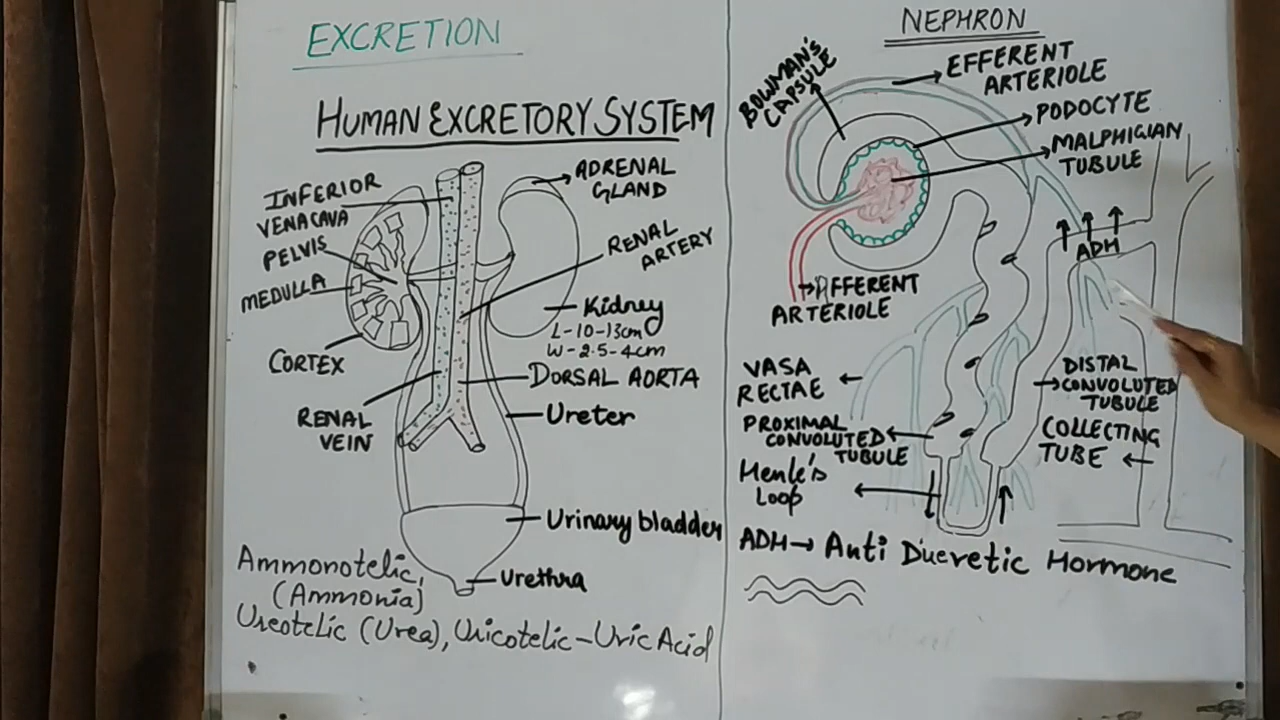 EXCRETION
HUMAN EXCRETORY SYSTEM
INFERIOR
VENACAVA
PELVIS
MEDULLA
CORTEX
RENAL
VEIN
ADRENAL
GLAND
RENAL
ARTERY
Kidney
L-10-13cm
W-2.5-4cm
DORSAL AORTA
Ureter
Urinary bladder
Urethra
Ammonotelic,
(Ammonia)
Ureotelic (Urea), Uricotelic-Uric Acid
NEPHRON
BOWMAN'S
CAPSULE
EFFERENT
ARTERIOLE
PODOCYTE
MALPHIGIAN
TUBULE
ADH
AFFERENT
ARTERIOLE
VASA
RECTAE
PROXIMAL
CONVOLUTED
TUBULE
Henle's
Loop
DISTAL
CONVOLUTED
TUBULE
COLLECTING
TUBE
ADH → Anti Diuretic Hormone